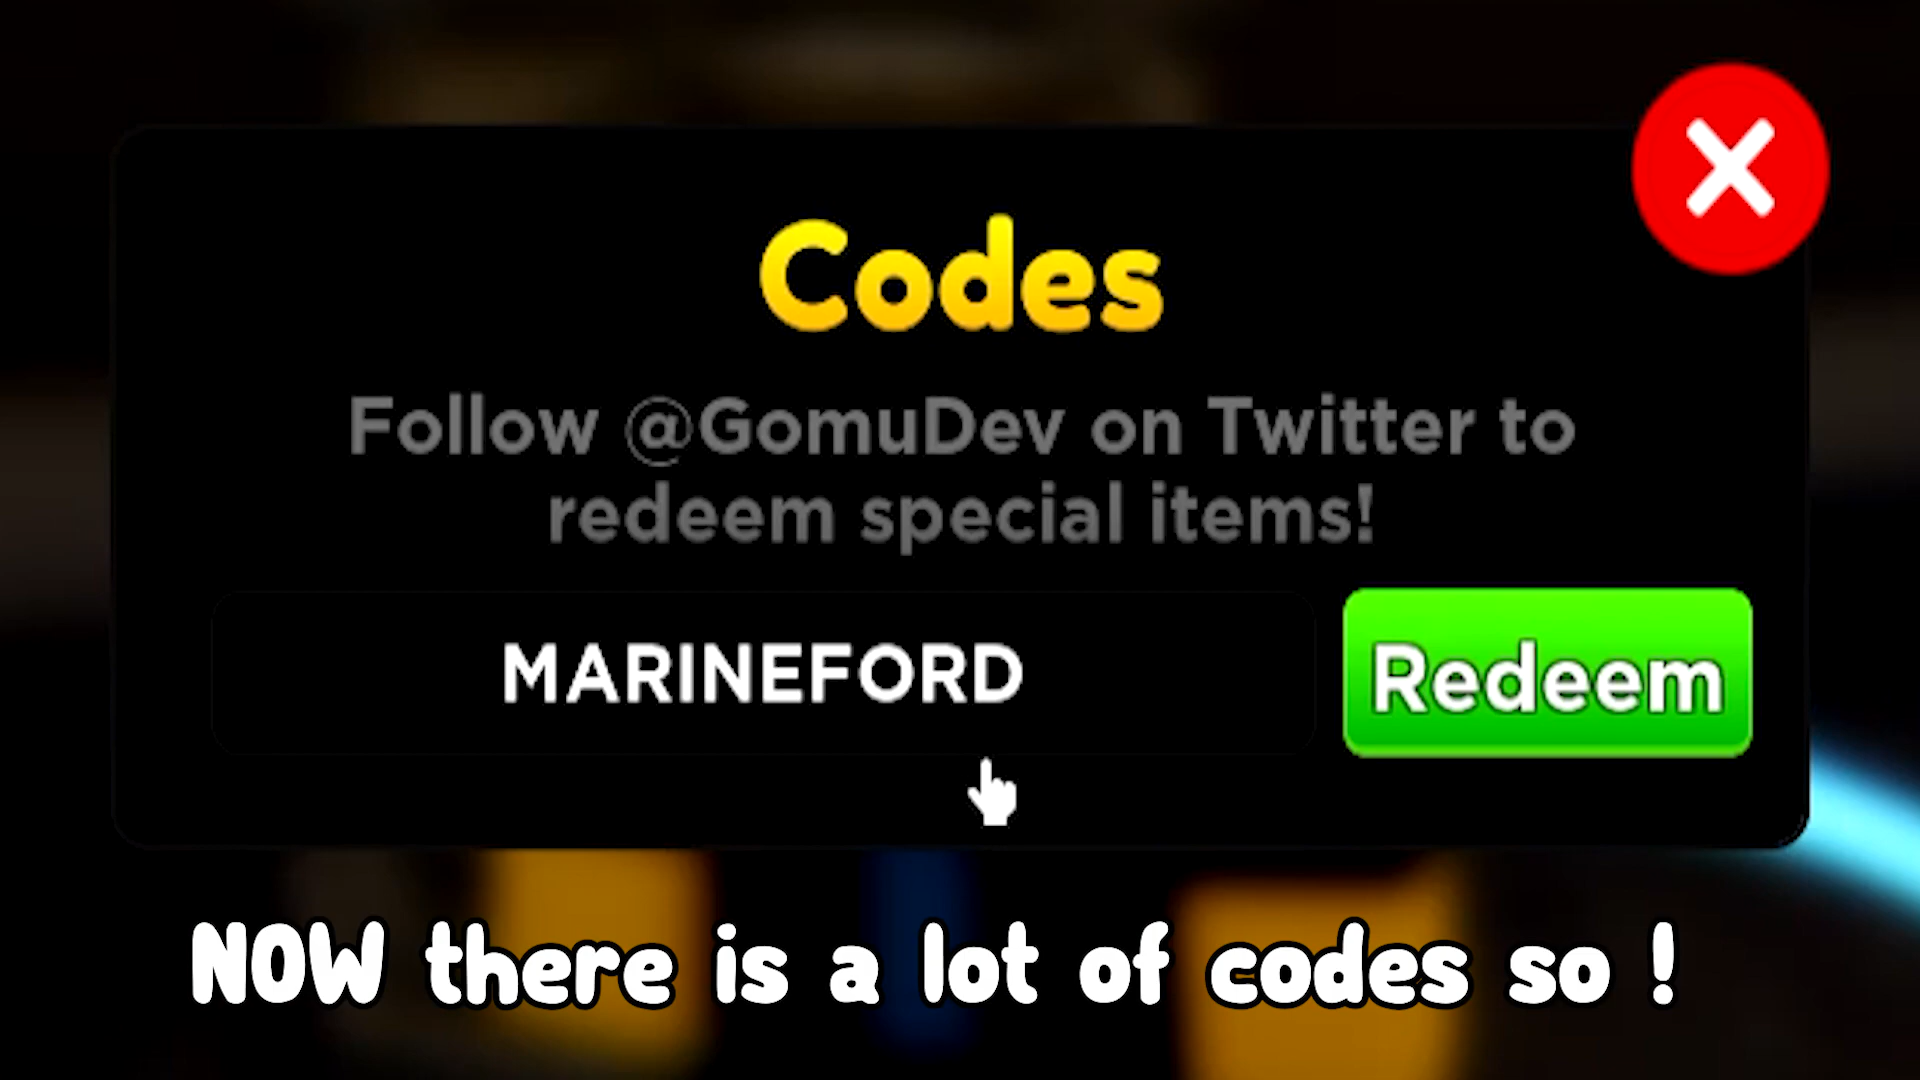 Codes
Follow @GomuDev on Twitter to
redeem special items!
MARINEFORD
Redeem
NOW there is a lot of codes so !